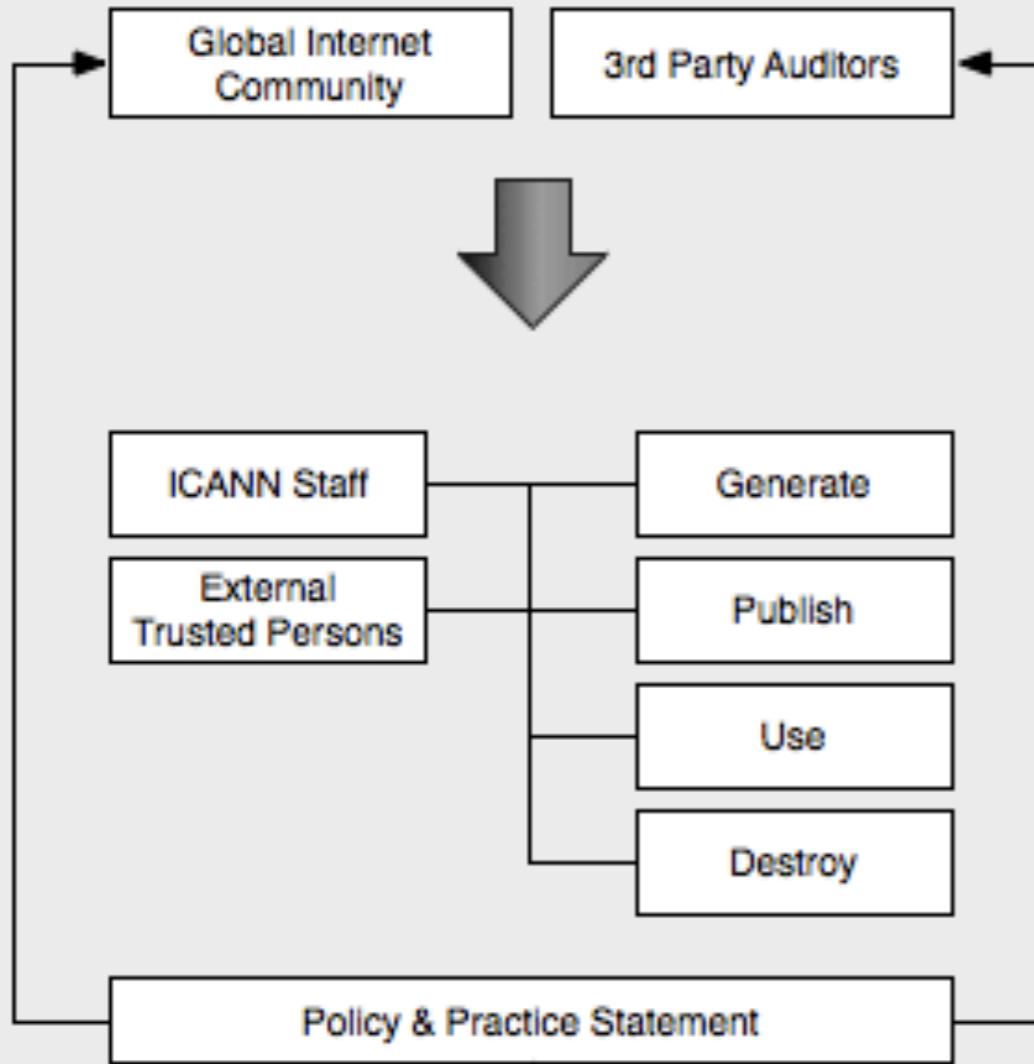 Global Internet
Community
3rd Party Auditors
ICANN Staff
Generate
External
Trusted Persons
Publish
Use
Destroy
Policy & Practice Statement